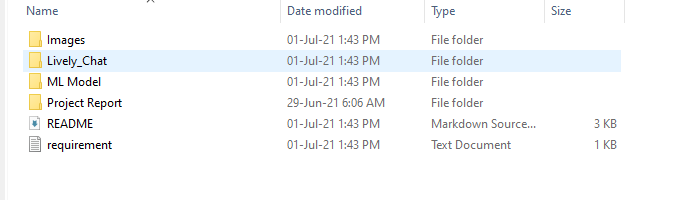 Name Date modified Type Size
Images 01-Jul-21 1:43 PM File folder
Lively_Chat 01-Jul-21 1:43 PM File folder
ML Model 01-Jul-21 1:43 PM File folder
Project Report 29-Jun-21 6:06 AM File folder
README 01-Jul-21 1:43 PM Markdown Source... 3 KB
requirement 01-Jul-21 1:43 PM Text Document 1 KB